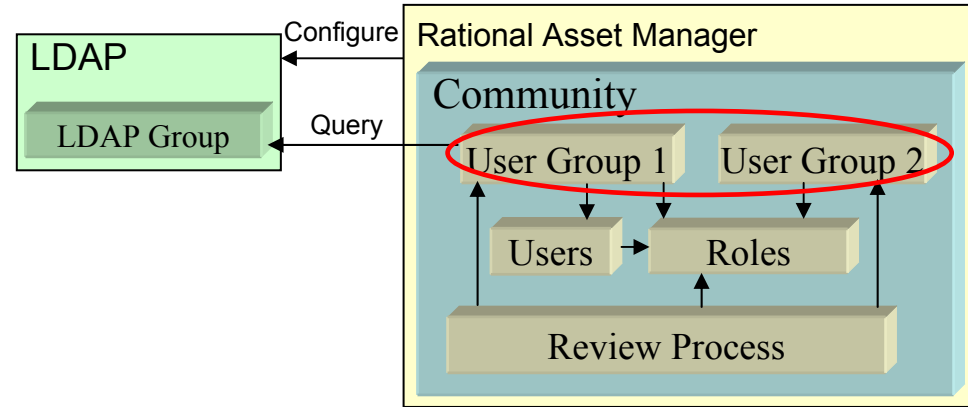 LDAP
LDAP Group
Configure
Query
Rational Asset Manager
Community
User Group 1
User Group 2
Users
Roles
Review Process